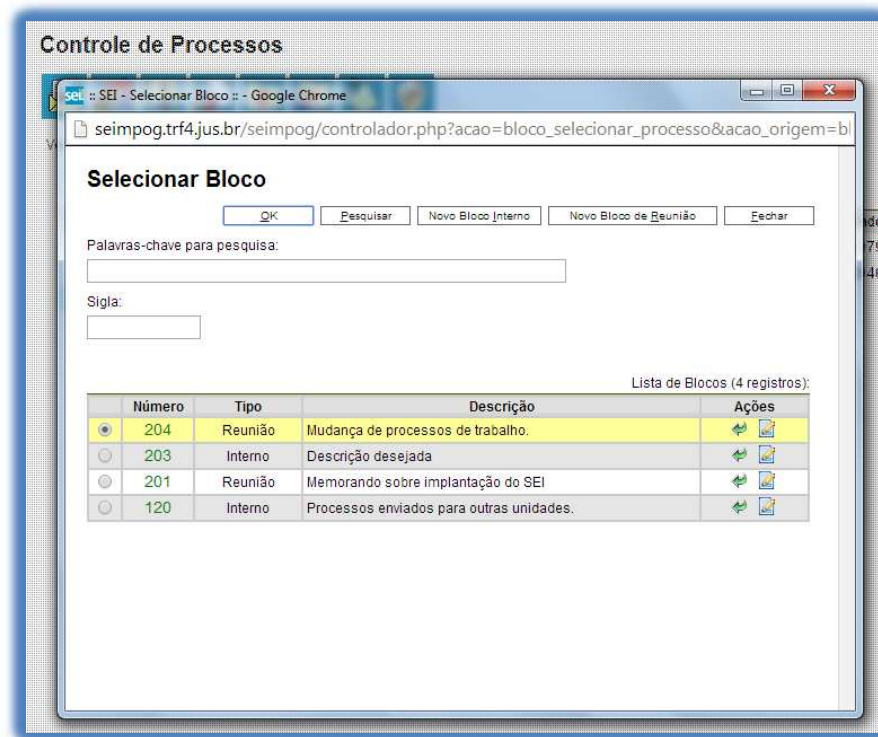 Controle de Processos
sei. :: SEI - Selecionar Bloco :: - Google Chrome
seimpog.trf4.jus.br/seimpog/controlador.php?acao=bloco_selecionar_processo&acao_origem=bl
Selecionar Bloco
OK Pesquisar Novo Bloco Interno Novo Bloco de Reunião Fechar
Palavras-chave para pesquisa:
Sigla:
Lista de Blocos (4 registros):
Número Tipo Descrição Ações
204 Reunião Mudança de processos de trabalho.
203 Interno Descrição desejada
201 Reunião Memorando sobre implantação do SEI
120 Interno Processos enviados para outras unidades.